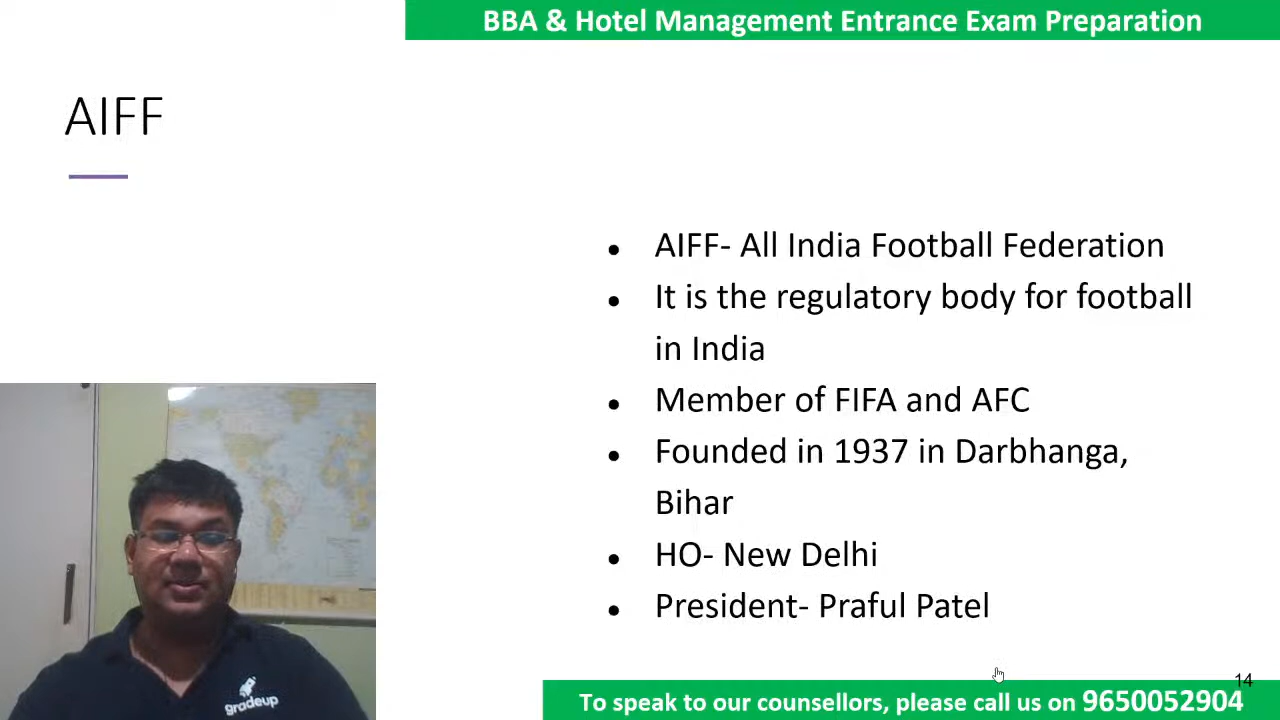 BBA & Hotel Management Entrance Exam Preparation
AIFF
AIFF- All India Football Federation
It is the regulatory body for football
in India
Member of FIFA and AFC
Founded in 1937 in Darbhanga,
Bihar
HO- New Delhi
President- Praful Patel
gradeup
14
To speak to our counsellors, please call us on 9650052904